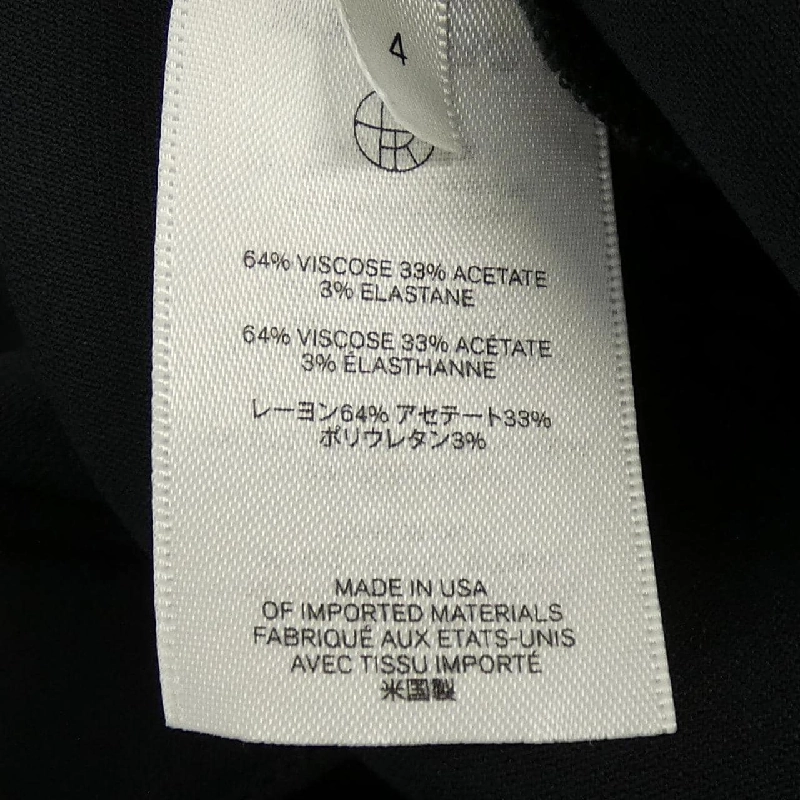 4
64% VISCOSE 33% ACETATE
3% ELASTANE
64% VISCOSE 33% ACÉTATE
3% ÉLASTHANNE
レーヨン64% アセテート33%
ポリウレタン3%
MADE IN USA
OF IMPORTED MATERIALS
FABRIQUÉ AUX ETATS-UNIS
AVEC TISSU IMPORTÉ
米国製